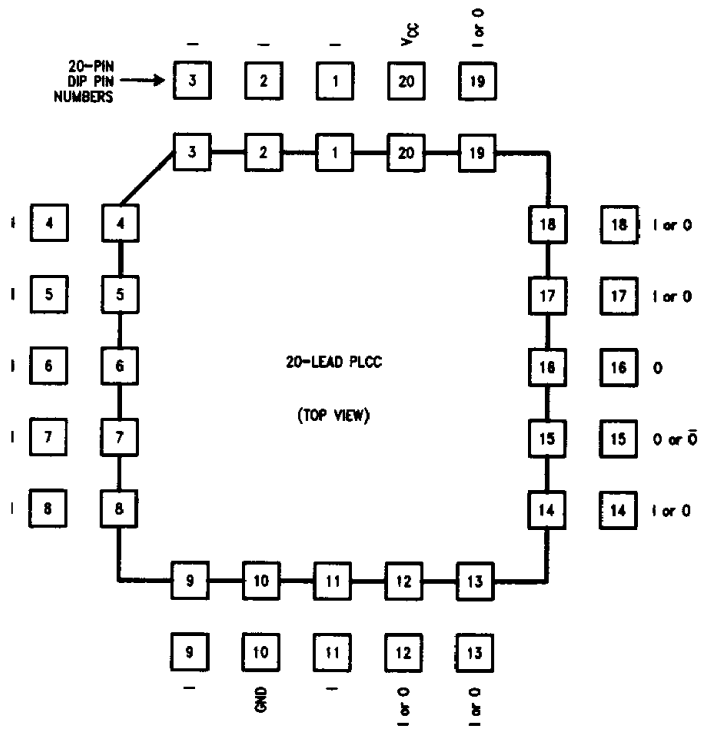 I I I VCC I or O
20-PIN
DIP PIN
NUMBERS
3 2 1 20 19
3 2 1 20 19
I 4 4 18 18 I or O
I 5 5 17 17 I or O
I 6 6 16 16 O
20-LEAD PLCC
(TOP VIEW)
I 7 7 15 15 O or Ō
I 8 8 14 14 I or O
9 10 11 12 13
9 10 11 12 13
I GND I I or O I or O